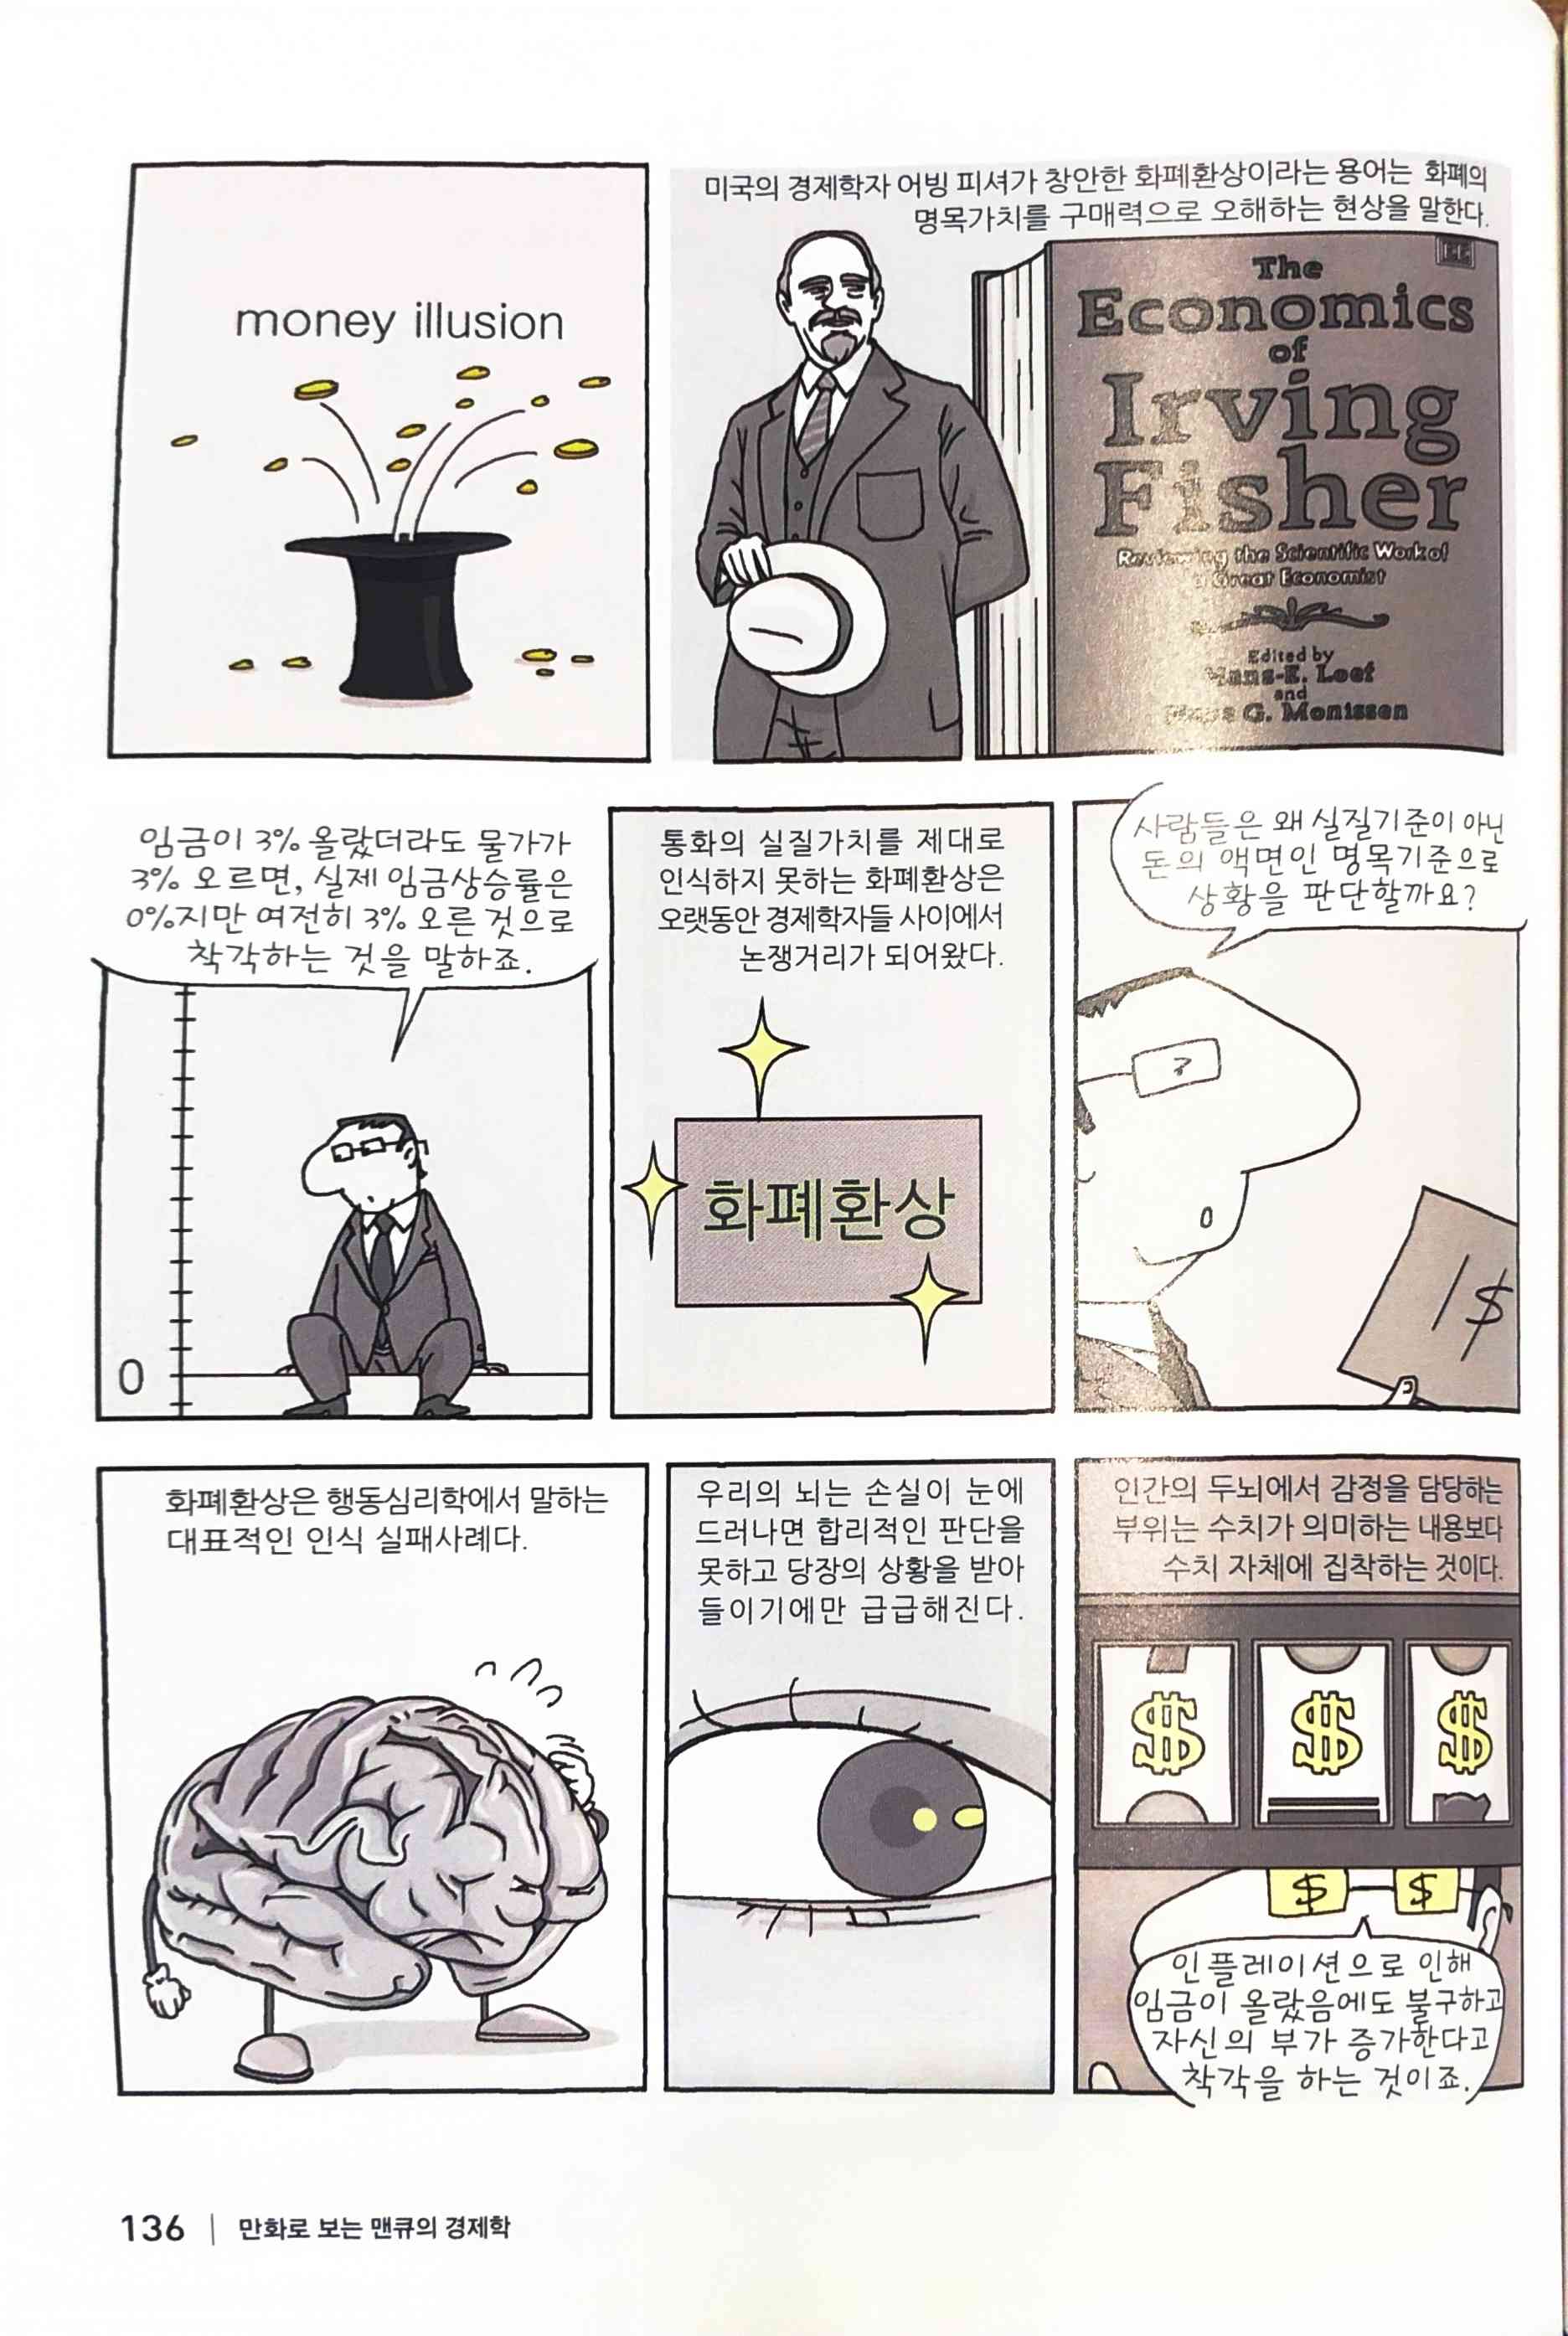 money illusion
미국의 경제학자 어빙 피셔가 창안한 화폐환상이라는 용어는 화폐의
명목가치를 구매력으로 오해하는 현상을 말한다.
EE
The
Economics
of
Irving
Fisher
Reviewing the Scientific Work of
a Great Economist
Edited by
Hans-E. Loef
and
Hans G. Monissen
임금이 3% 올랐더라도 물가가
3% 오르면, 실제 임금상승률은
0%지만 여전히 3% 오른 것으로
착각하는 것을 말하죠.
0
통화의 실질가치를 제대로
인식하지 못하는 화폐환상은
오랫동안 경제학자들 사이에서
논쟁거리가 되어왔다.
화폐환상
사람들은 왜 실질기준이 아닌
돈의 액면인 명목기준으로
상황을 판단할까요?
?
1$
화폐환상은 행동심리학에서 말하는
대표적인 인식 실패사례다.
우리의 뇌는 손실이 눈에
드러나면 합리적인 판단을
못하고 당장의 상황을 받아
들이기에만 급급해진다.
인간의 두뇌에서 감정을 담당하는
부위는 수치가 의미하는 내용보다
수치 자체에 집착하는 것이다.
$ $ $
$ $
인플레이션으로 인해
임금이 올랐음에도 불구하고
자신의 부가 증가한다고
착각을 하는 것이죠.
136 | 만화로 보는 맨큐의 경제학